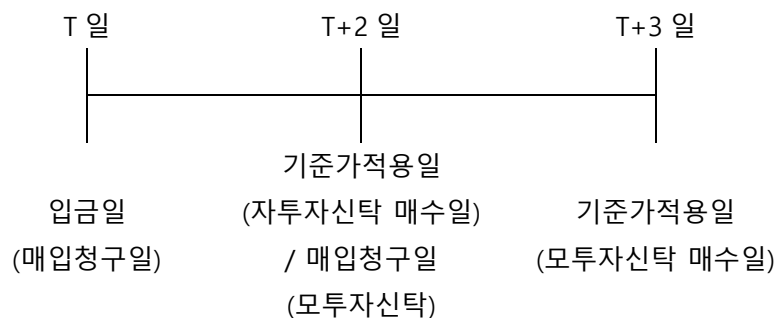 T 일
T+2 일
T+3 일
입금일
(매입청구일)
기준가적용일
(자투자신탁 매수일)
/ 매입청구일
(모투자신탁)
기준가적용일
(모투자신탁 매수일)